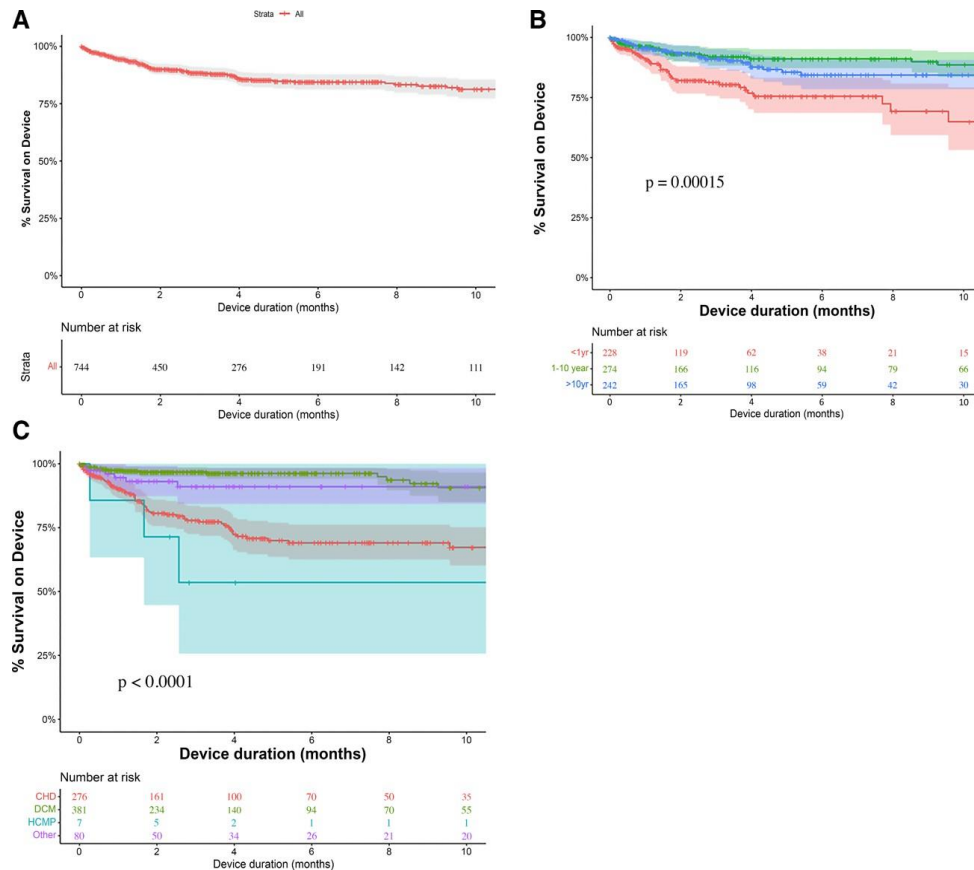 A
Strata All
100%
75%
50%
25%
0%
% Survival on Device
0 2 4 6 8 10
Device duration (months)
Number at risk
Strata
All 744 450 276 191 142 111
0 2 4 6 8 10
Device duration (months)
B
100%
75%
50%
25%
0%
% Survival on Device
p = 0.00015
0 2 4 6 8 10
Device duration (months)
Number at risk
<1yr 228 119 62 38 21 15
1-10 year 274 166 116 94 79 66
>10yr 242 165 98 59 42 30
0 2 4 6 8 10
Device duration (months)
C
100%
75%
50%
25%
0%
% Survival on Device
p < 0.0001
0 2 4 6 8 10
Device duration (months)
Number at risk
CHD 276 161 100 70 50 35
DCM 381 234 140 94 70 55
HCMP 7 5 2 1 1 1
Other 80 50 34 26 21 20
0 2 4 6 8 10
Device duration (months)